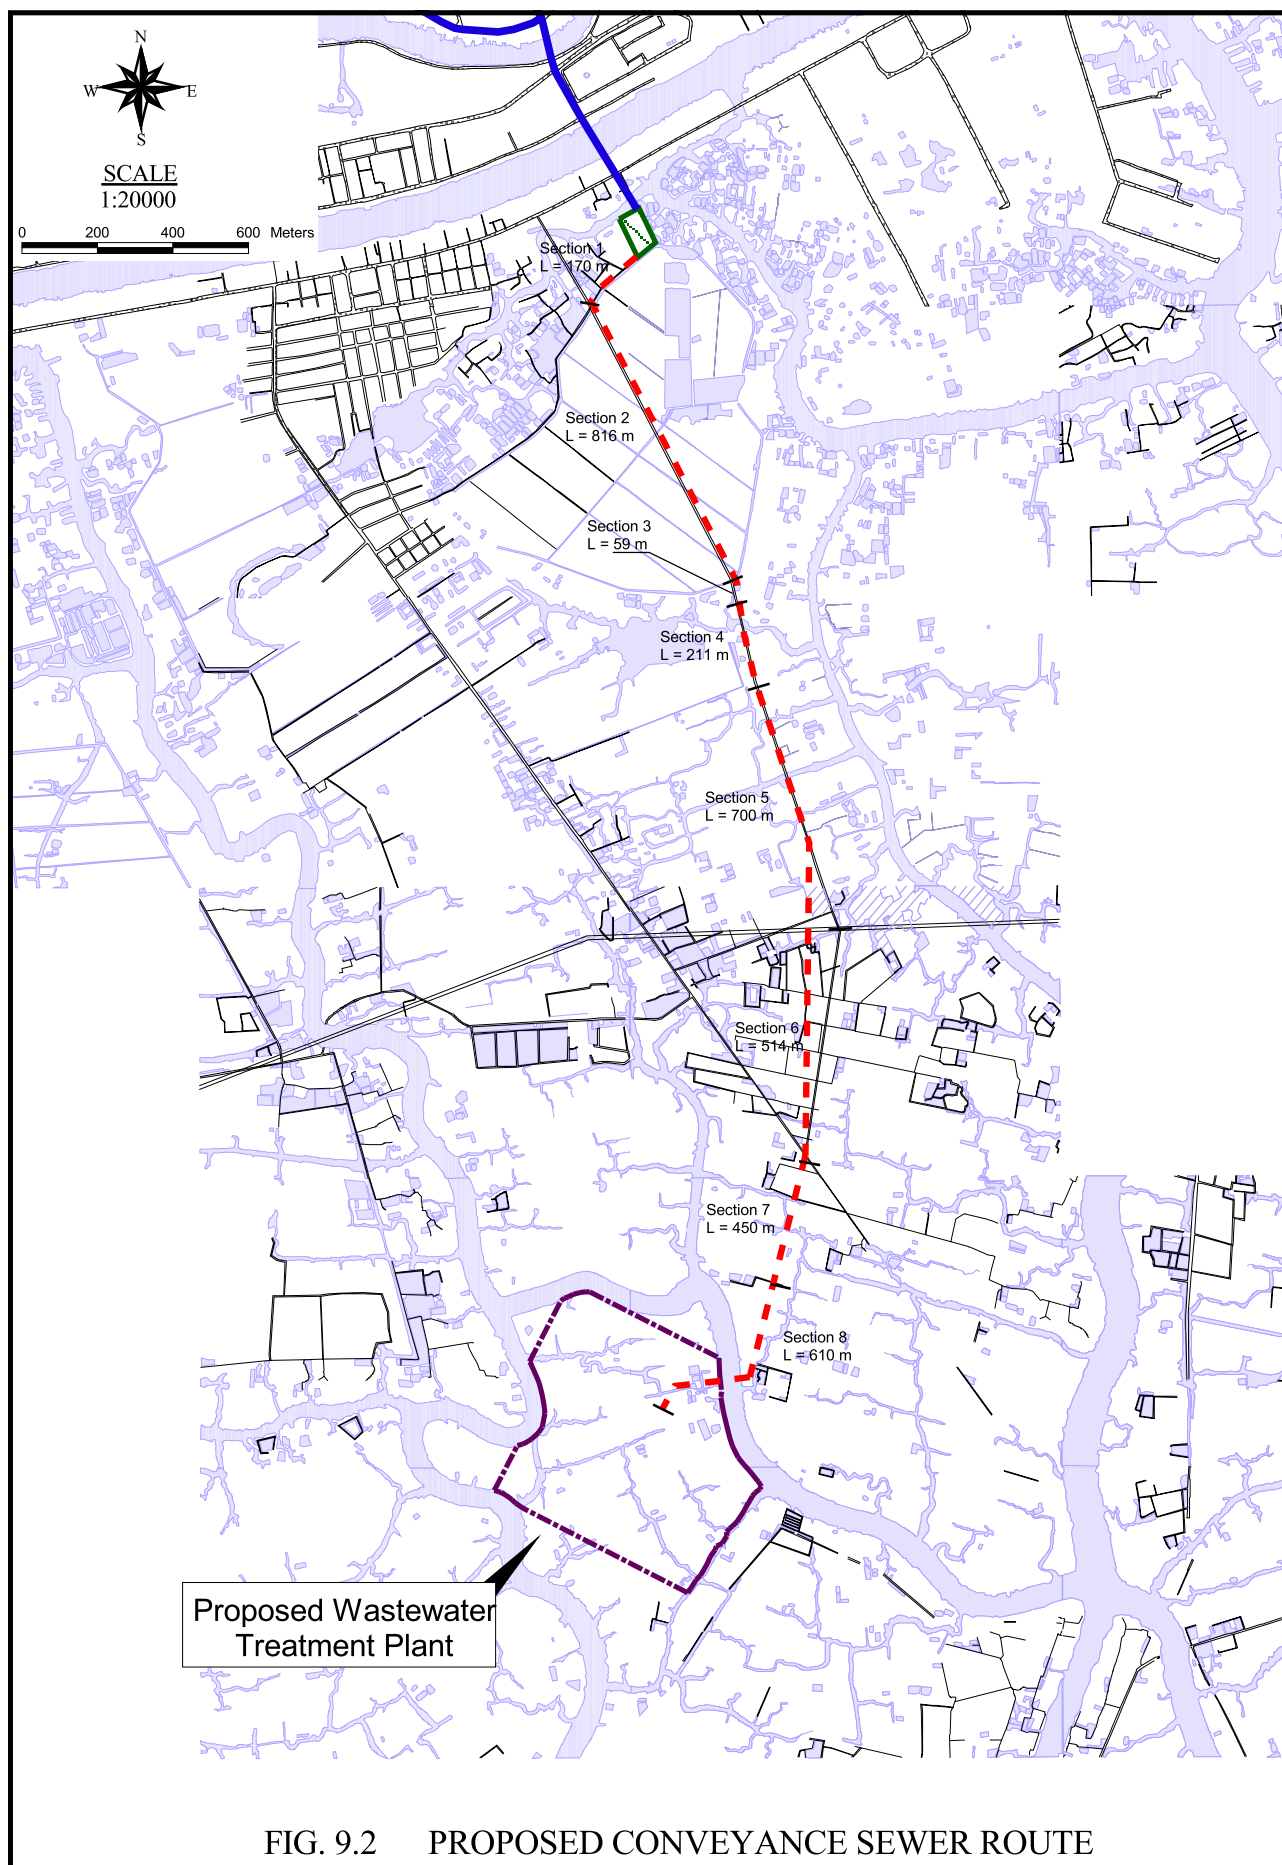 N
W
E
S
SCALE
1:20000
0 200 400 600 Meters
Section 1
L = 170 m
Section 2
L = 816 m
Section 3
L = 59 m
Section 4
L = 211 m
Section 5
L = 700 m
Section 6
L = 514 m
Section 7
L = 450 m
Section 8
L = 610 m
Proposed Wastewater
Treatment Plant
FIG. 9.2 PROPOSED CONVEYANCE SEWER ROUTE